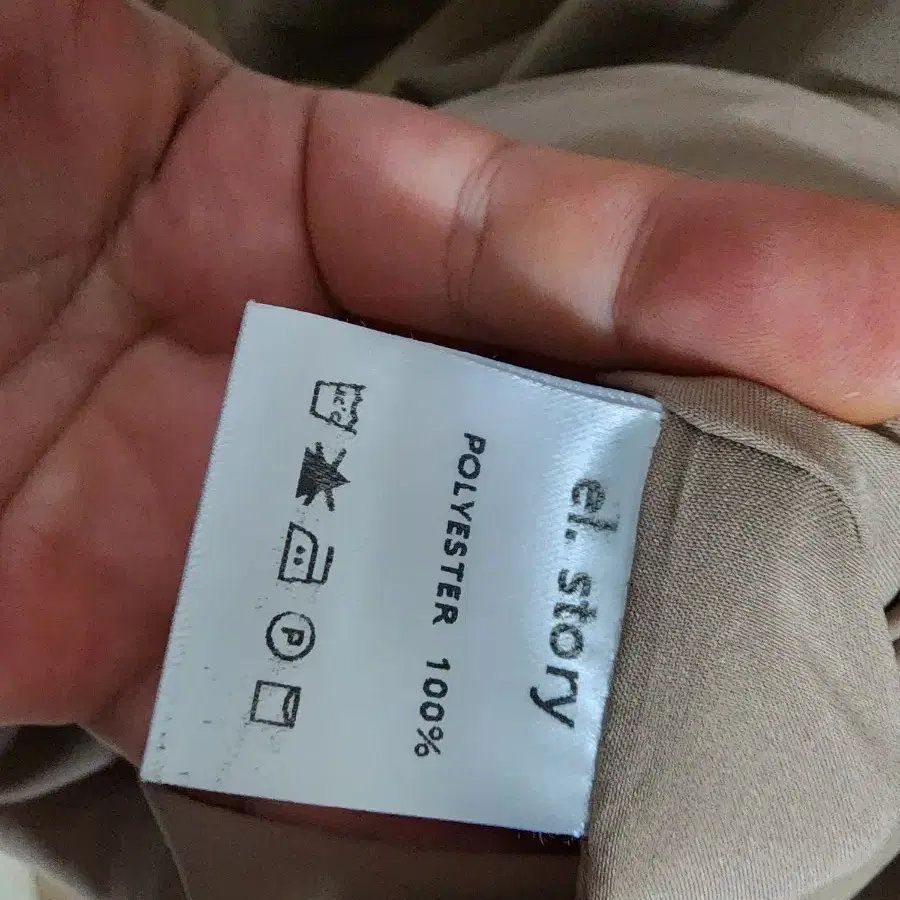 el. story
POLYESTER 100%
P